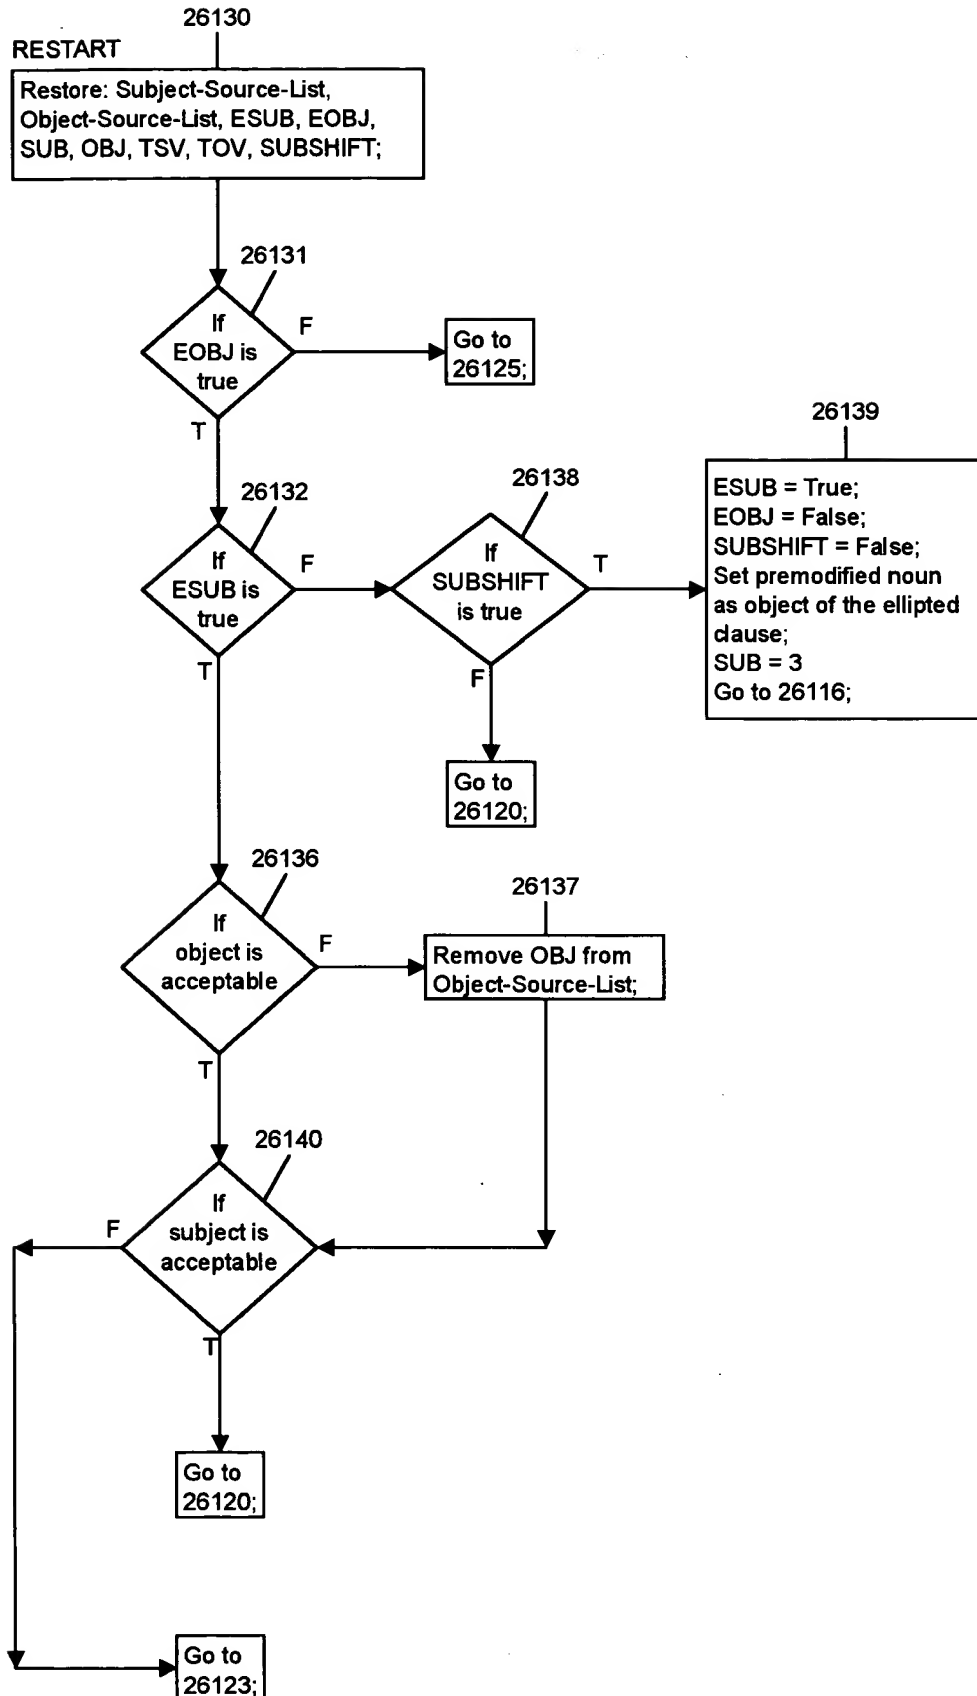 26130
RESTART
Restore: Subject-Source-List,
Object-Source-List, ESUB, EOBJ,
SUB, OBJ, TSV, TOV, SUBSHIFT;
26131
If
EOBJ is
true
F
Go to
26125;
T
26132
If
ESUB is
true
F
26138
If
SUBSHIFT
is true
T
26139
ESUB = True;
EOBJ = False;
SUBSHIFT = False;
Set premodified noun
as object of the ellipted
clause;
SUB = 3
Go to 26116;
F
Go to
26120;
T
26136
If
object is
acceptable
F
26137
Remove OBJ from
Object-Source-List;
T
26140
If
subject is
acceptable
F
T
Go to
26120;
Go to
26123;